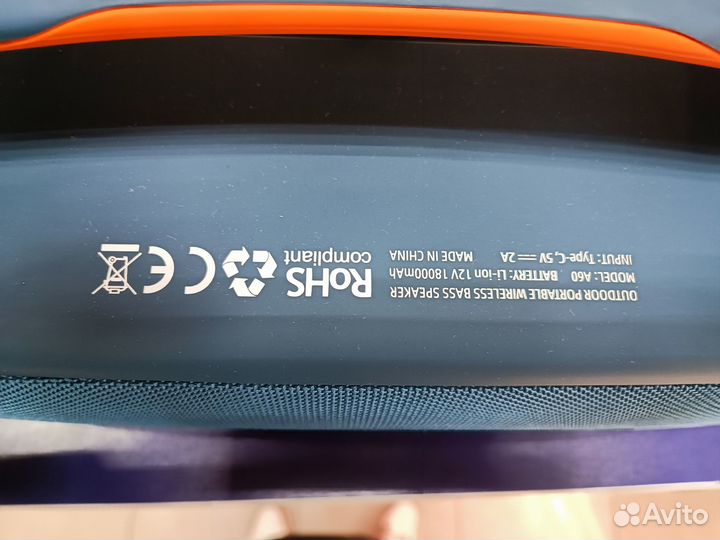 OUTDOOR PORTABLE WIRELESS BASS SPEAKER
MODEL: A60 BATTERY: Li-ion 12V 18000mAh
INPUT: Type-C, 5V ⎓ 2A MADE IN CHINA
RoHS
compliant
CE
Avito